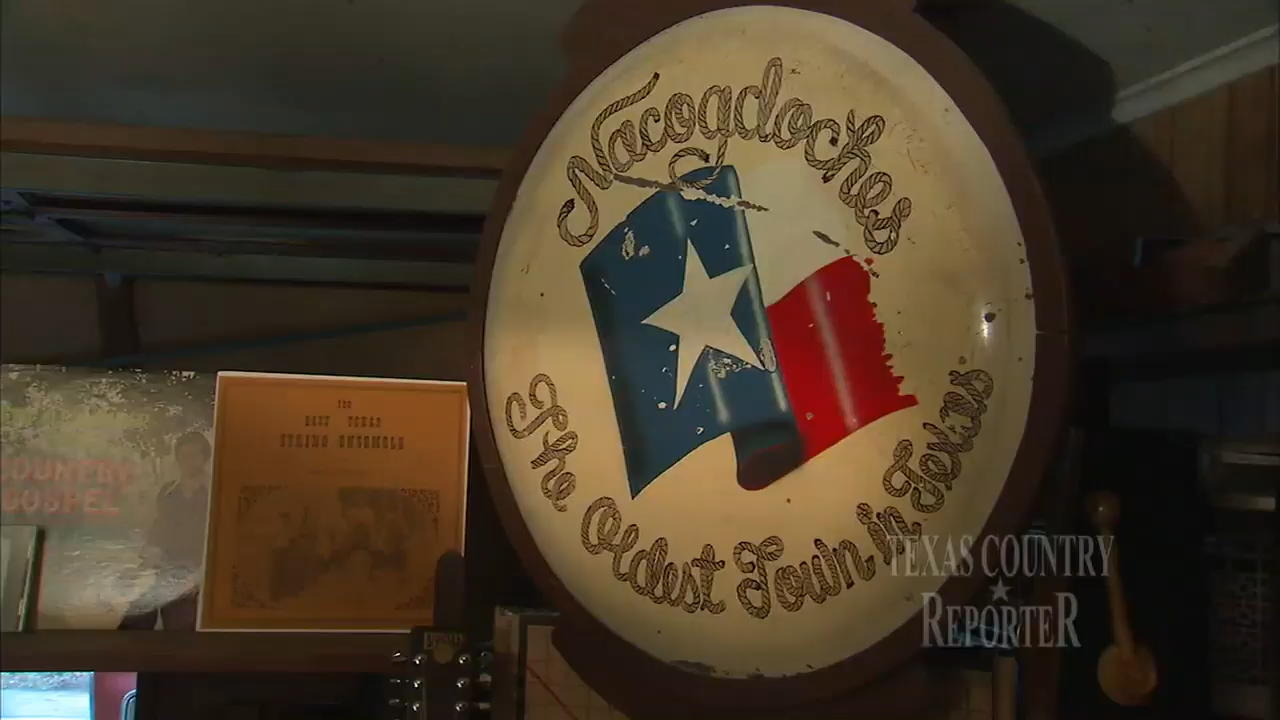 Nacogdoches
The Oldest Town in Texas
COUNTRY
GOSPEL
THE
EAST TEXAS
STRING ENSEMBLE
TEXAS COUNTRY
REPORTER